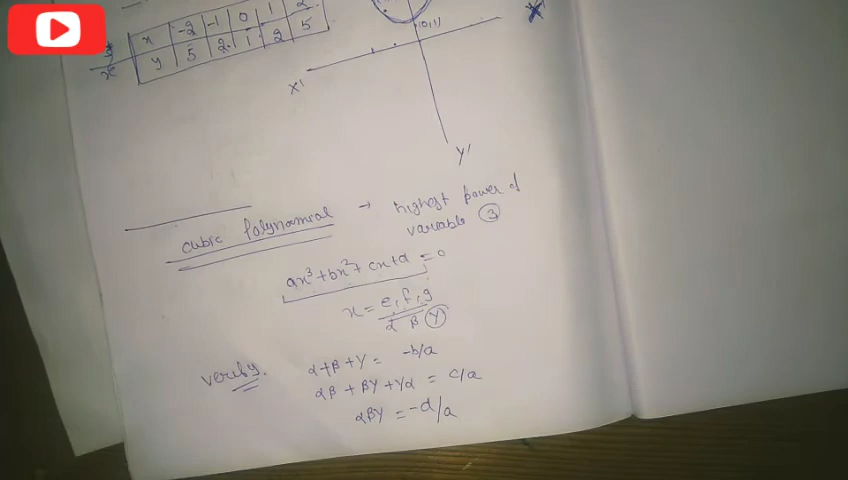 x -2 -1 0 1 2
y 5 2 1 2 5
(0,1)
X'
Y'
cubic Polynomial → highest power of
variable 3
ax³+bx²+cx+d = 0
x = e, f, g
α β γ
verify. α+β+γ = -b/a
αβ + βγ + γα = c/a
αβγ = -d/a